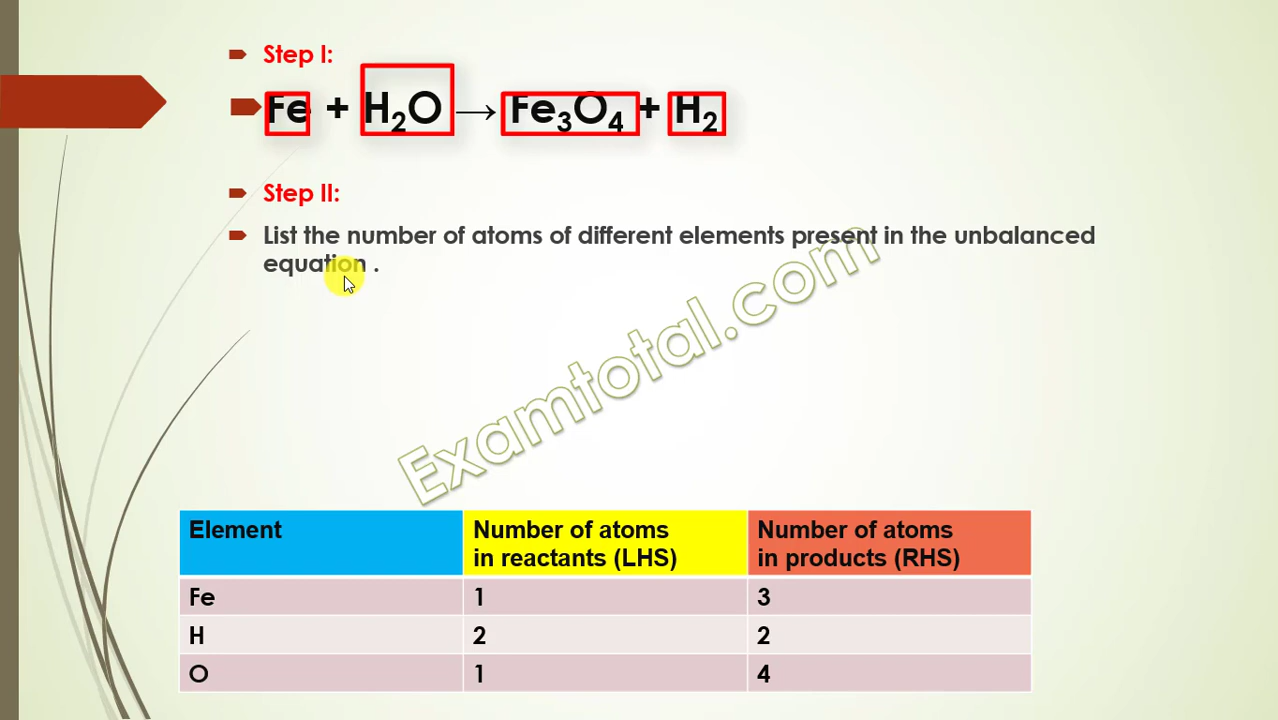 Step I:
Fe + H₂O → Fe₃O₄ + H₂
Step II:
List the number of atoms of different elements present in the unbalanced
equation .
Examtotal.com
Element Number of atoms in reactants (LHS) Number of atoms in products (RHS)
Fe 1 3
H 2 2
O 1 4